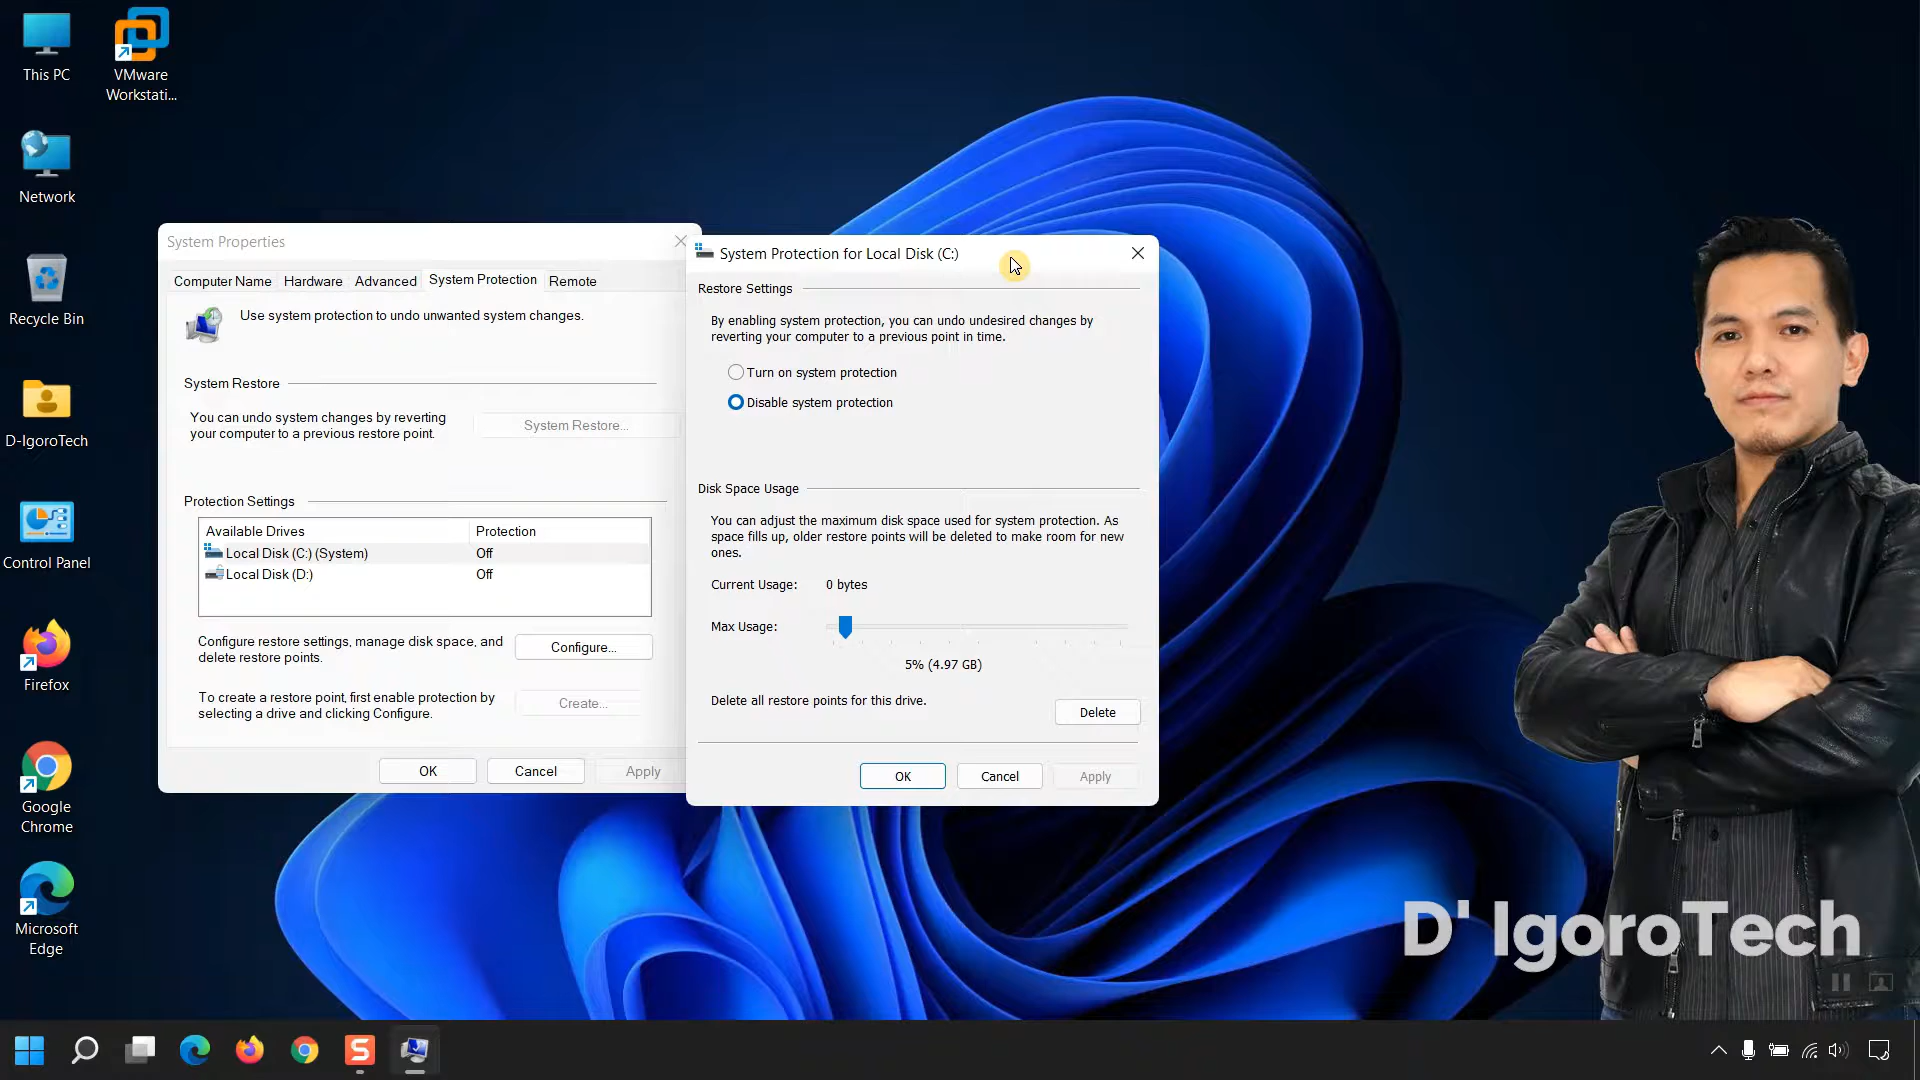 This PC
VMware
Workstati...
Network
Recycle Bin
D-IgoroTech
Control Panel
Firefox
Google
Chrome
Microsoft
Edge
System Properties
Computer Name
Hardware
Advanced
System Protection
Remote
Use system protection to undo unwanted system changes.
System Restore
You can undo system changes by reverting
your computer to a previous restore point.
System Restore...
Protection Settings
Available Drives
Protection
Local Disk (C:) (System)
Off
Local Disk (D:)
Off
Configure restore settings, manage disk space, and
delete restore points.
Configure...
To create a restore point, first enable protection by
selecting a drive and clicking Configure.
Create...
OK
Cancel
Apply
System Protection for Local Disk (C:)
Restore Settings
By enabling system protection, you can undo undesired changes by
reverting your computer to a previous point in time.
Turn on system protection
Disable system protection
Disk Space Usage
You can adjust the maximum disk space used for system protection. As
space fills up, older restore points will be deleted to make room for new
ones.
Current Usage:
0 bytes
Max Usage:
5% (4.97 GB)
Delete all restore points for this drive.
Delete
OK
Cancel
Apply
D' IgoroTech
S